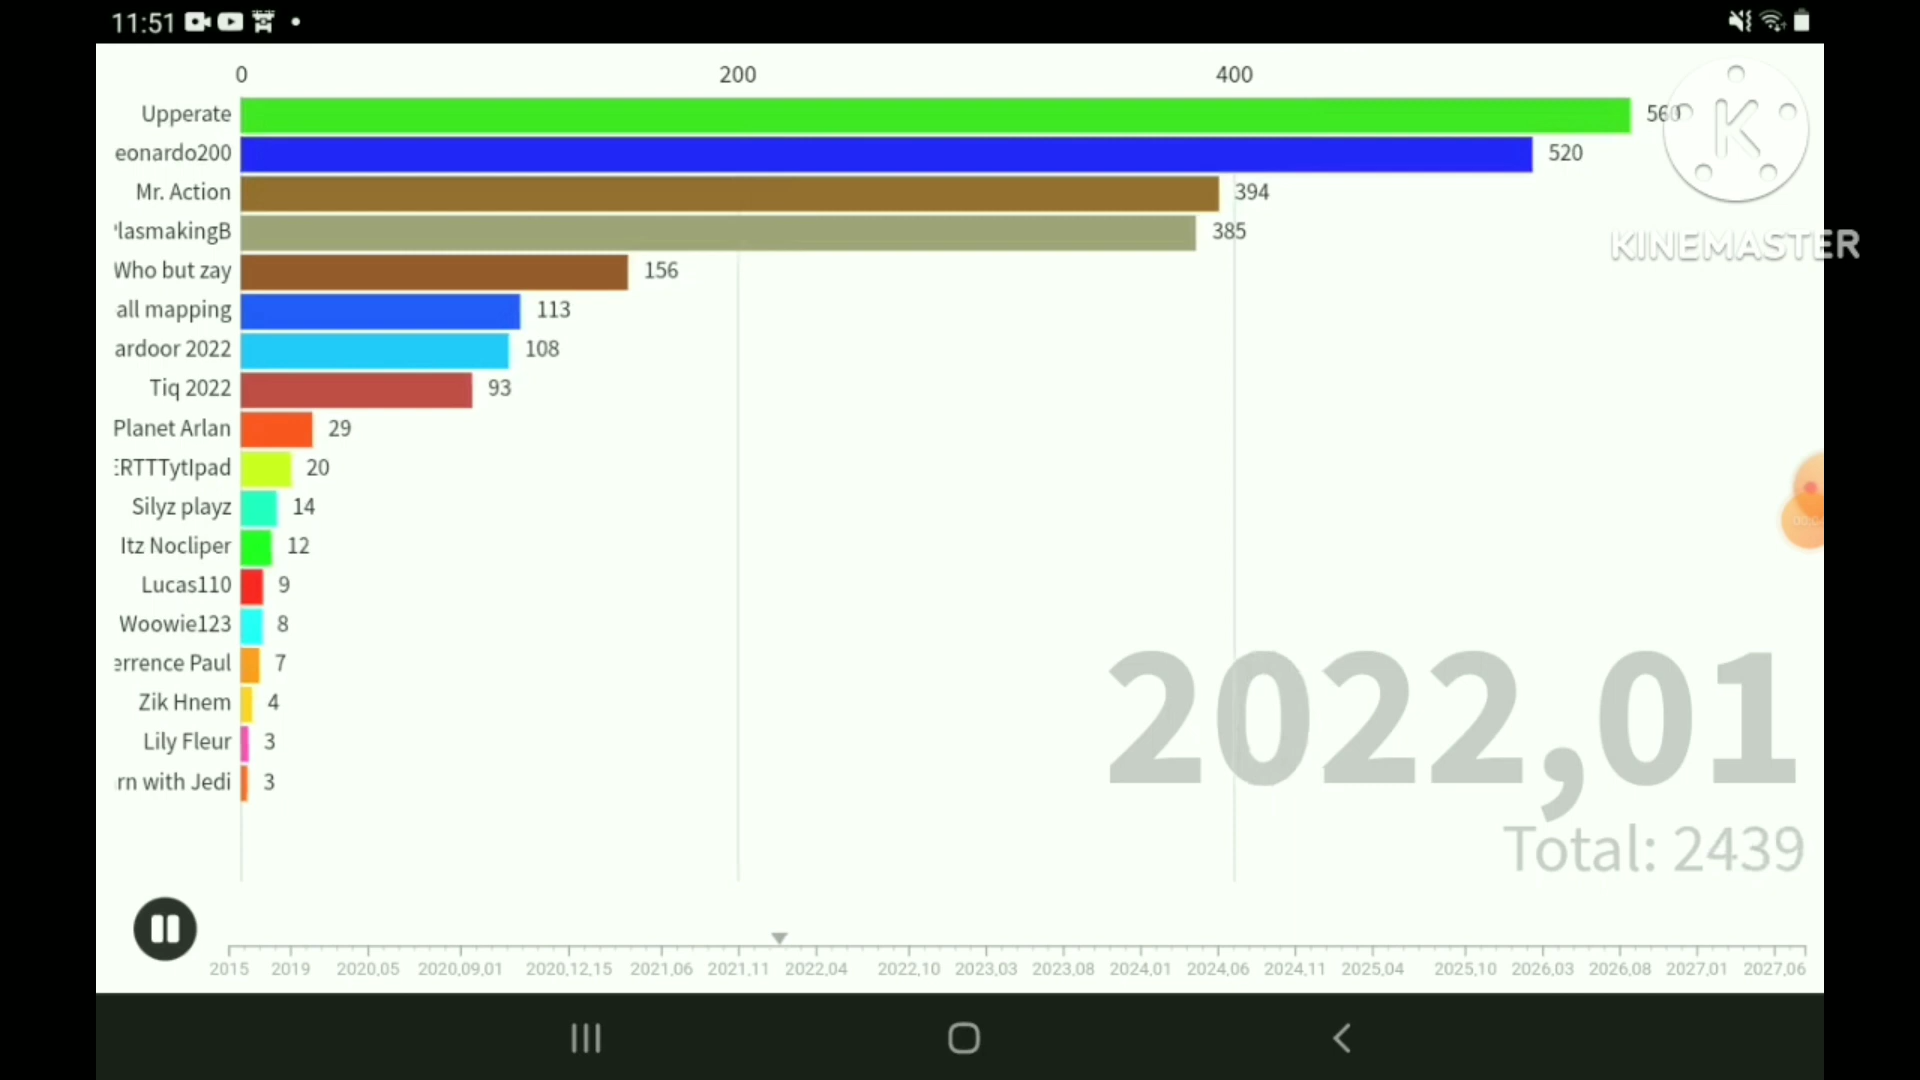 11:51
0 200 400
Upperate 560
eonardo200 520
Mr. Action 394
lasmakingB 385
Who but zay 156
all mapping 113
ardoor 2022 108
Tiq 2022 93
Planet Arlan 29
ERTTTytIpad 20
Silyz playz 14
Itz Nocliper 12
Lucas110 9
Woowie123 8
errence Paul 7
Zik Hnem 4
Lily Fleur 3
rn with Jedi 3
K
KINEMASTER
2022,01
Total: 2439
2015 2019 2020,05 2020,09,01 2020,12,15 2021,06 2021,11 2022,04 2022,10 2023,03 2023,08 2024,01 2024,06 2024,11 2025,04 2025,10 2026,03 2026,08 2027,01 2027,06